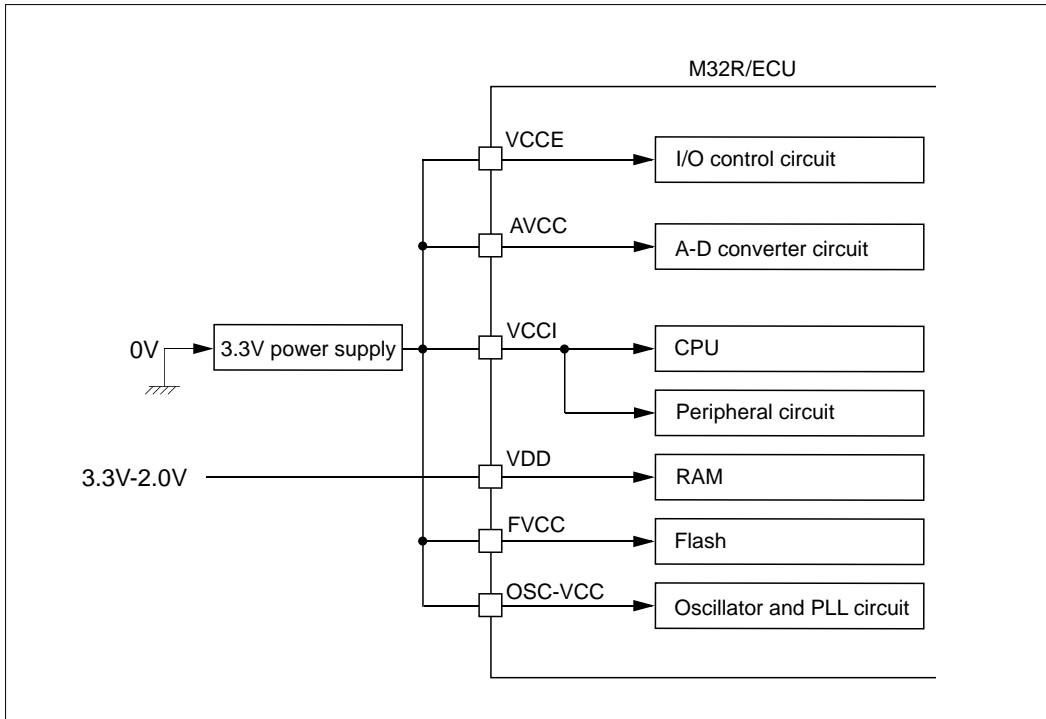 M32R/ECU
VCCE
I/O control circuit
AVCC
A-D converter circuit
0V
3.3V power supply
VCCI
CPU
Peripheral circuit
3.3V-2.0V
VDD
RAM
FVCC
Flash
OSC-VCC
Oscillator and PLL circuit